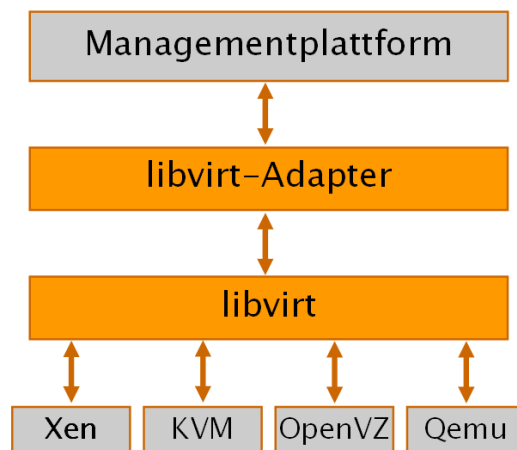 Managementplattform
libvirt-Adapter
libvirt
Xen KVM OpenVZ Qemu